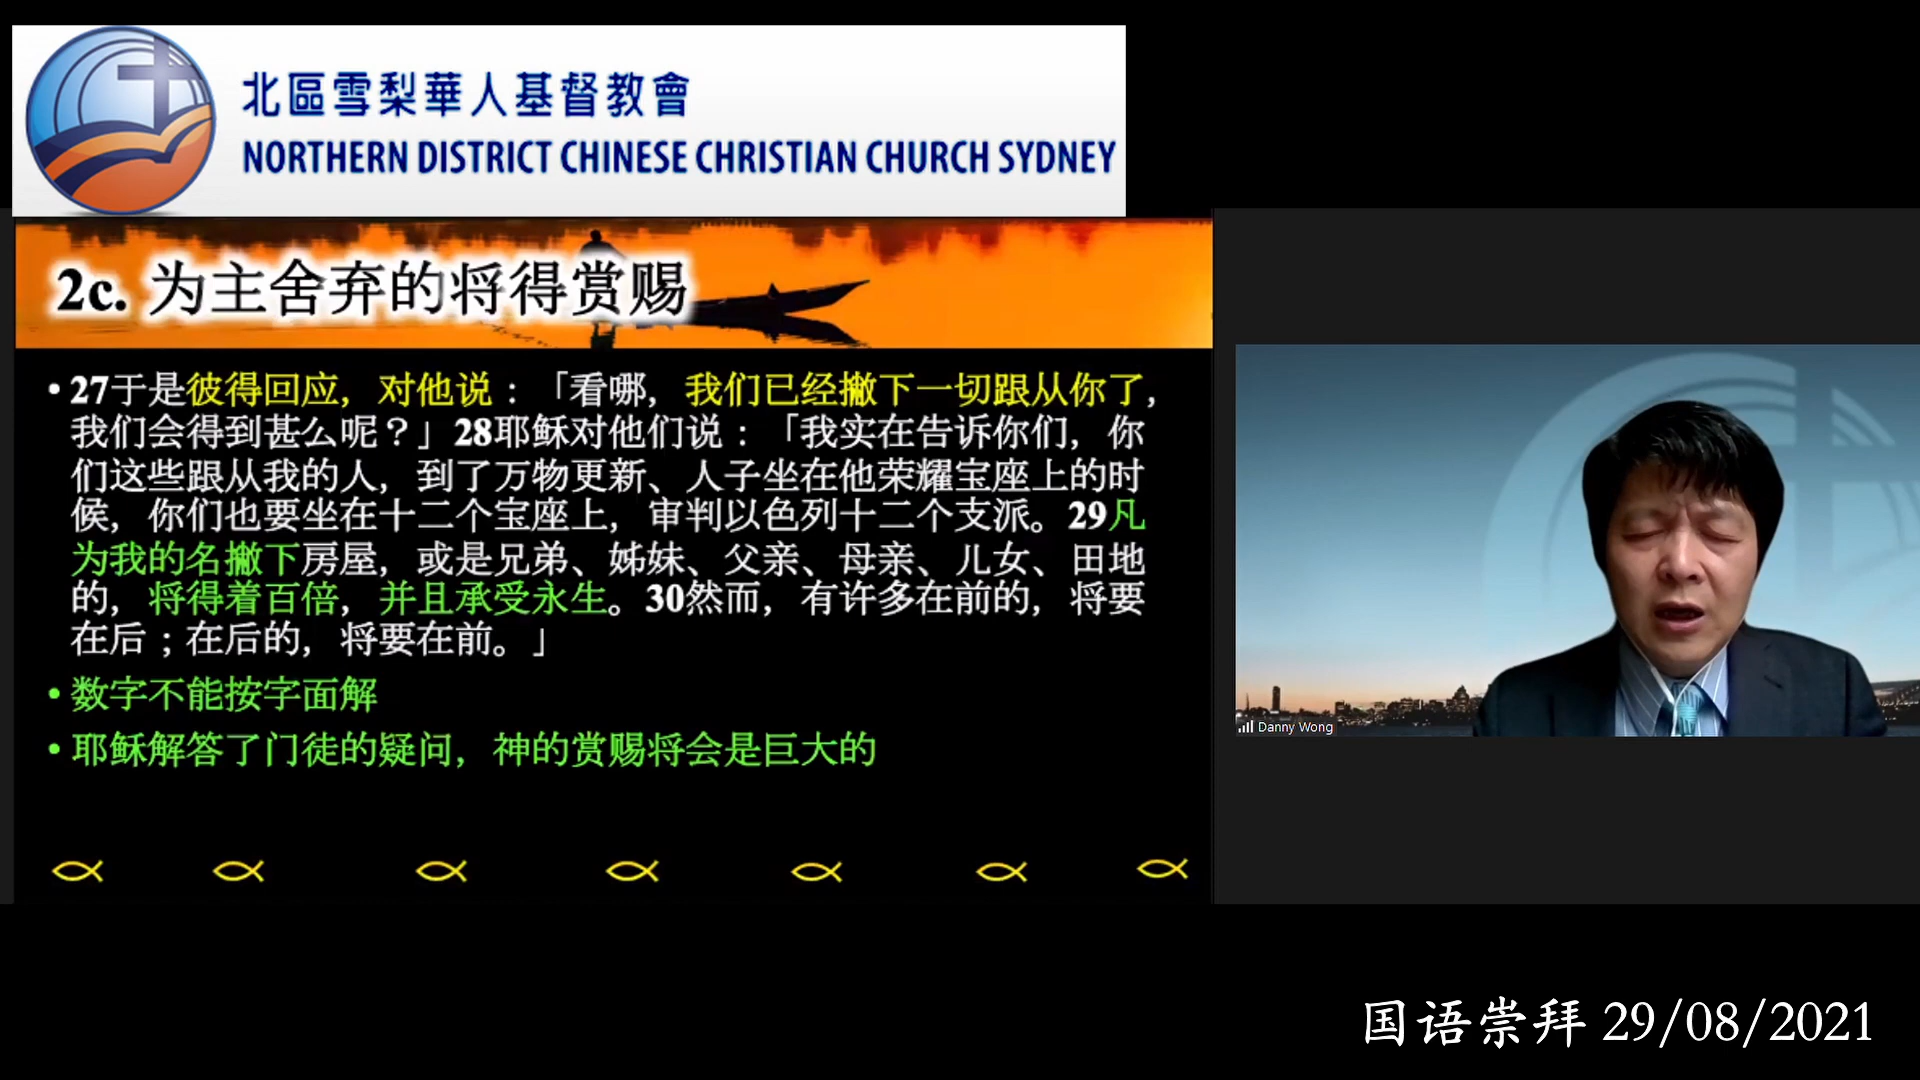 北區雪梨華人基督教會
NORTHERN DISTRICT CHINESE CHRISTIAN CHURCH SYDNEY
2c. 为主舍弃的将得赏赐
• 27于是彼得回应，对他说：「看哪，我们已经撇下一切跟从你了，
我们会得到甚么呢？」28耶稣对他们说：「我实在告诉你们，你
们这些跟从我的人，到了万物更新、人子坐在他荣耀宝座上的时
候，你们也要坐在十二个宝座上，审判以色列十二个支派。29凡
为我的名撇下房屋，或是兄弟、姊妹、父亲、母亲、儿女、田地
的，将得着百倍，并且承受永生。30然而，有许多在前的，将要
在后；在后的，将要在前。」
• 数字不能按字面解
• 耶稣解答了门徒的疑问，神的赏赐将会是巨大的
Danny Wong
国语崇拜 29/08/2021